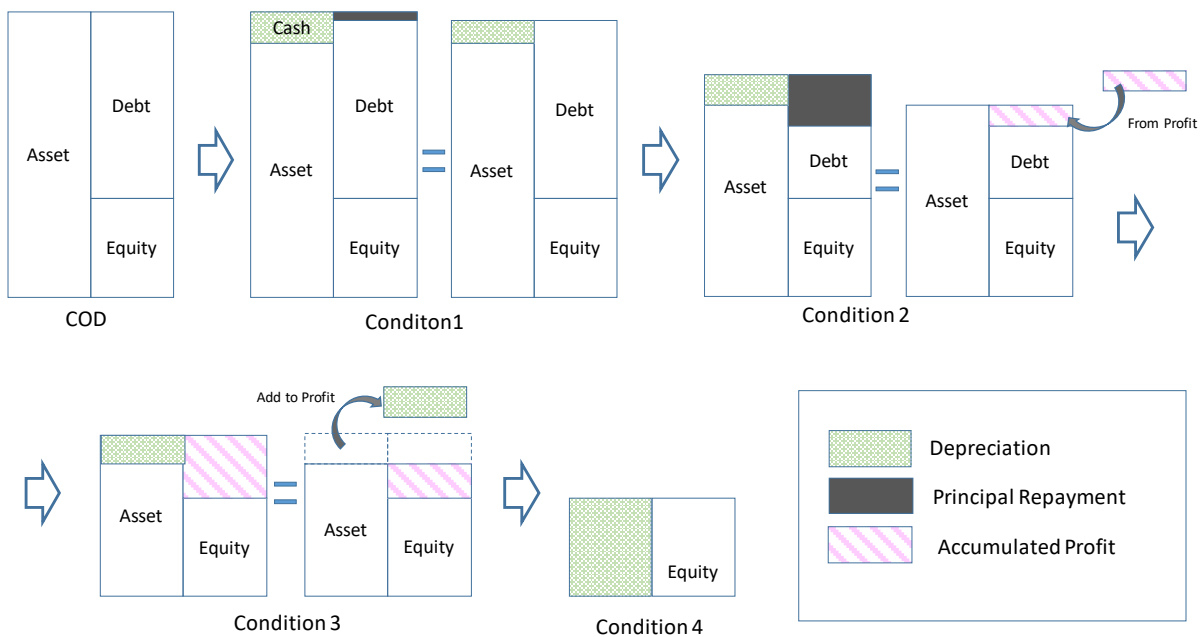 Asset
Debt
Equity
COD
Cash
Debt
Asset
Equity
Debt
Asset
Equity
Conditon1
Asset
Debt
Equity
Asset
Debt
Equity
From Profit
Condition 2
Asset
Equity
Add to Profit
Asset
Equity
Condition 3
Equity
Condition 4
Depreciation
Principal Repayment
Accumulated Profit